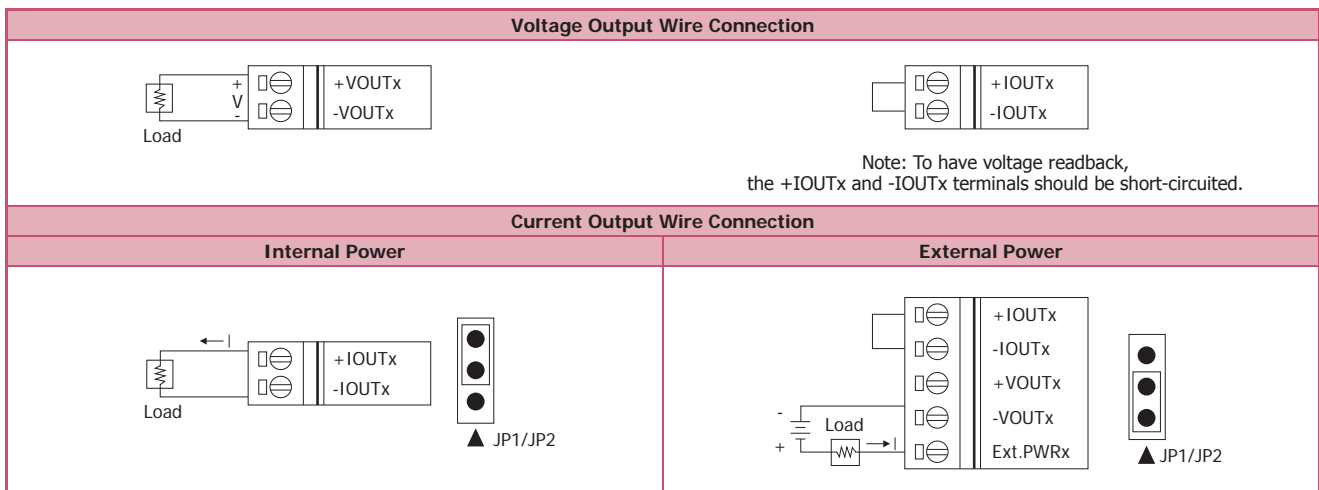 Voltage Output Wire Connection
+
V
-
Load
+VOUTx
-VOUTx
+IOUTx
-IOUTx
Note: To have voltage readback,
the +IOUTx and -IOUTx terminals should be short-circuited.
Current Output Wire Connection
Internal Power
External Power
I
Load
+IOUTx
-IOUTx
JP1/JP2
+IOUTx
-IOUTx
+VOUTx
-VOUTx
Ext.PWRx
-
+
Load
I
JP1/JP2